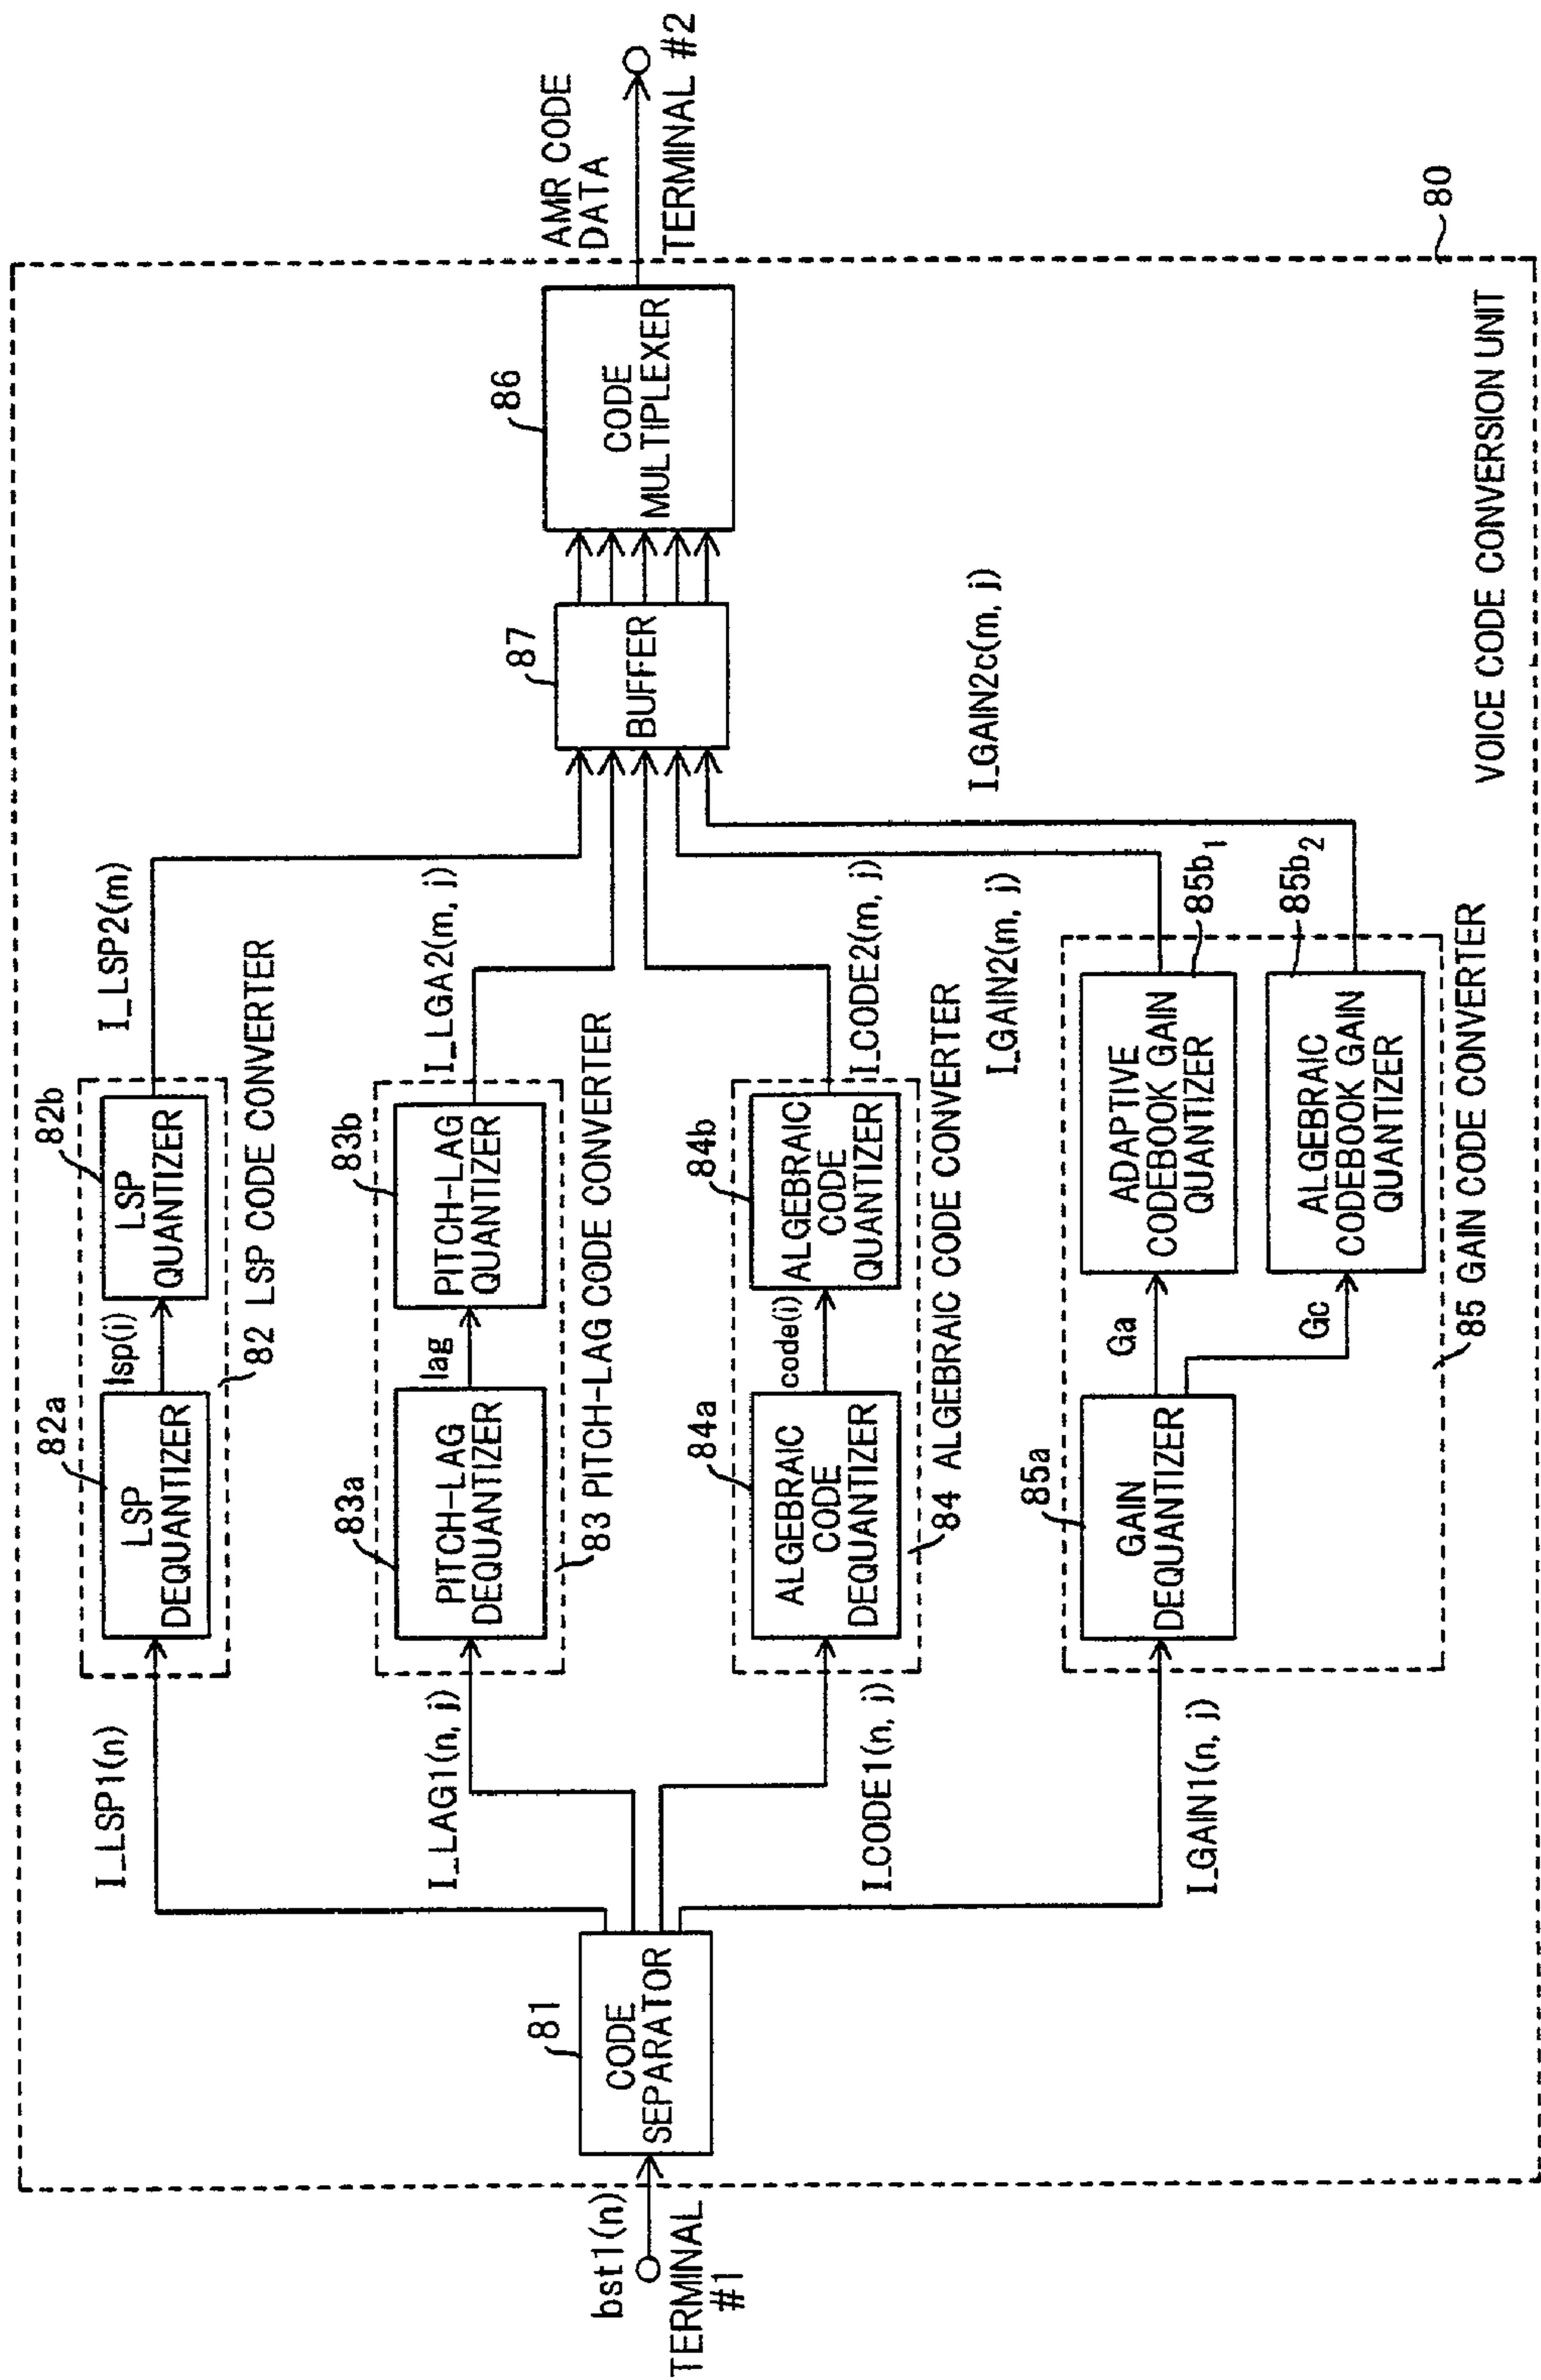 bst1(n)
TERMINAL
#1
81
CODE
SEPARATOR
I_LSP1(n)
I_LAG1(n, j)
I_CODE1(n, j)
I_GAIN1(n, j)
82a
LSP
DEQUANTIZER
lsp(i)
82b
LSP
QUANTIZER
82 LSP CODE CONVERTER
I_LSP2(m)
83a
PITCH-LAG
DEQUANTIZER
lag
83b
PITCH-LAG
QUANTIZER
83 PITCH-LAG CODE CONVERTER
I_LGA2(m, j)
84a
ALGEBRAIC
CODE
DEQUANTIZER
code(i)
84b
ALGEBRAIC
CODE
QUANTIZER
84 ALGEBRAIC CODE CONVERTER
I_CODE2(m, j)
85a
GAIN
DEQUANTIZER
Ga
Gc
ADAPTIVE
CODEBOOK GAIN
QUANTIZER
85b1
ALGEBRAIC
CODEBOOK GAIN
QUANTIZER
85b2
85 GAIN CODE CONVERTER
I_GAIN2(m, j)
I_GAIN2c(m, j)
87
BUFFER
86
CODE
MULTIPLEXER
AMR CODE
DATA
TERMINAL #2
VOICE CODE CONVERSION UNIT
80